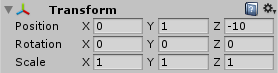 Transform
Position X 0 Y 1 Z -10
Rotation X 0 Y 0 Z 0
Scale X 1 Y 1 Z 1